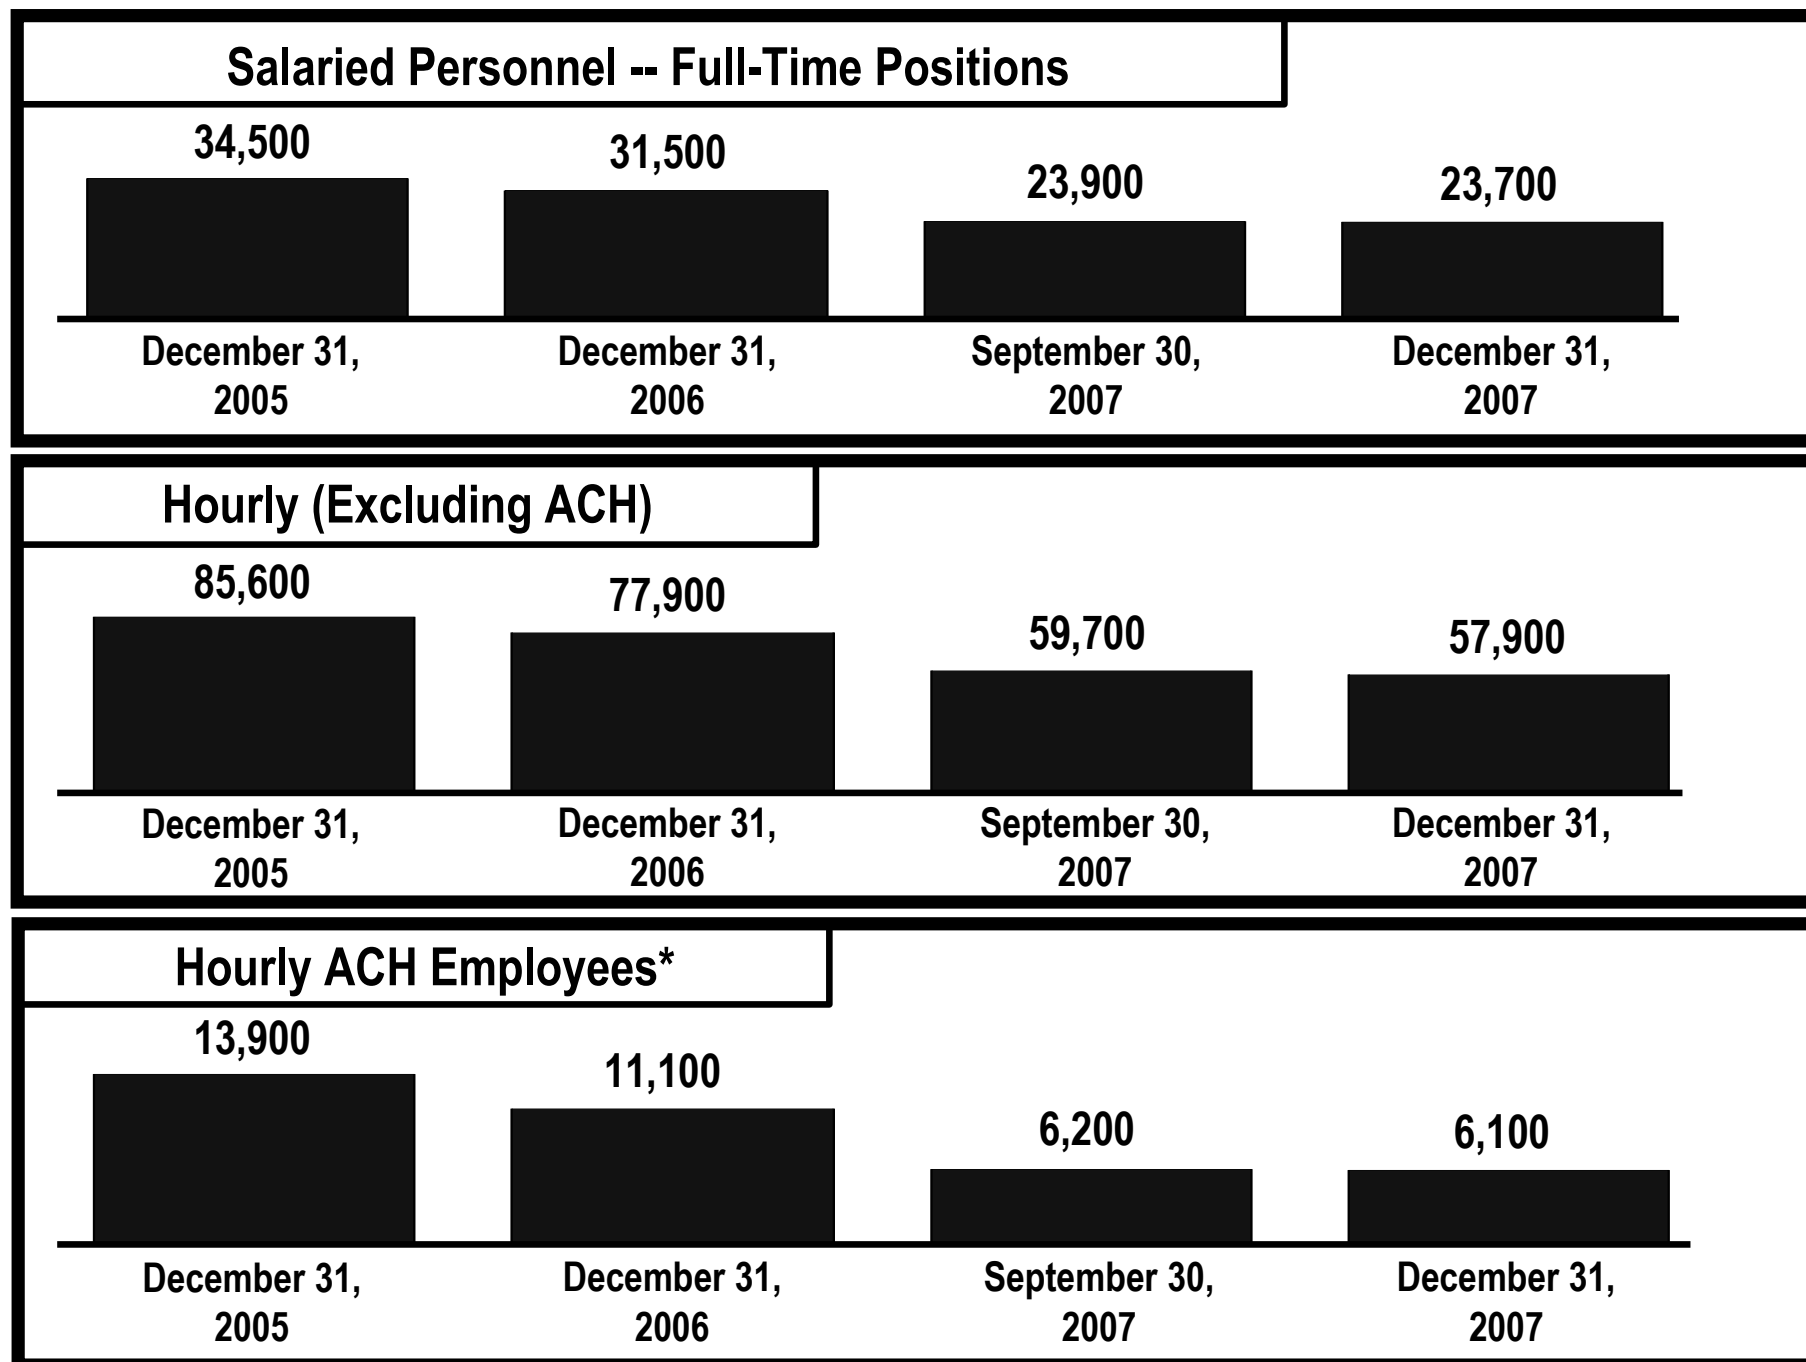 Salaried Personnel -- Full-Time Positions
34,500
31,500
23,900
23,700
December 31,
2005
December 31,
2006
September 30,
2007
December 31,
2007
Hourly (Excluding ACH)
85,600
77,900
59,700
57,900
December 31,
2005
December 31,
2006
September 30,
2007
December 31,
2007
Hourly ACH Employees*
13,900
11,100
6,200
6,100
December 31,
2005
December 31,
2006
September 30,
2007
December 31,
2007